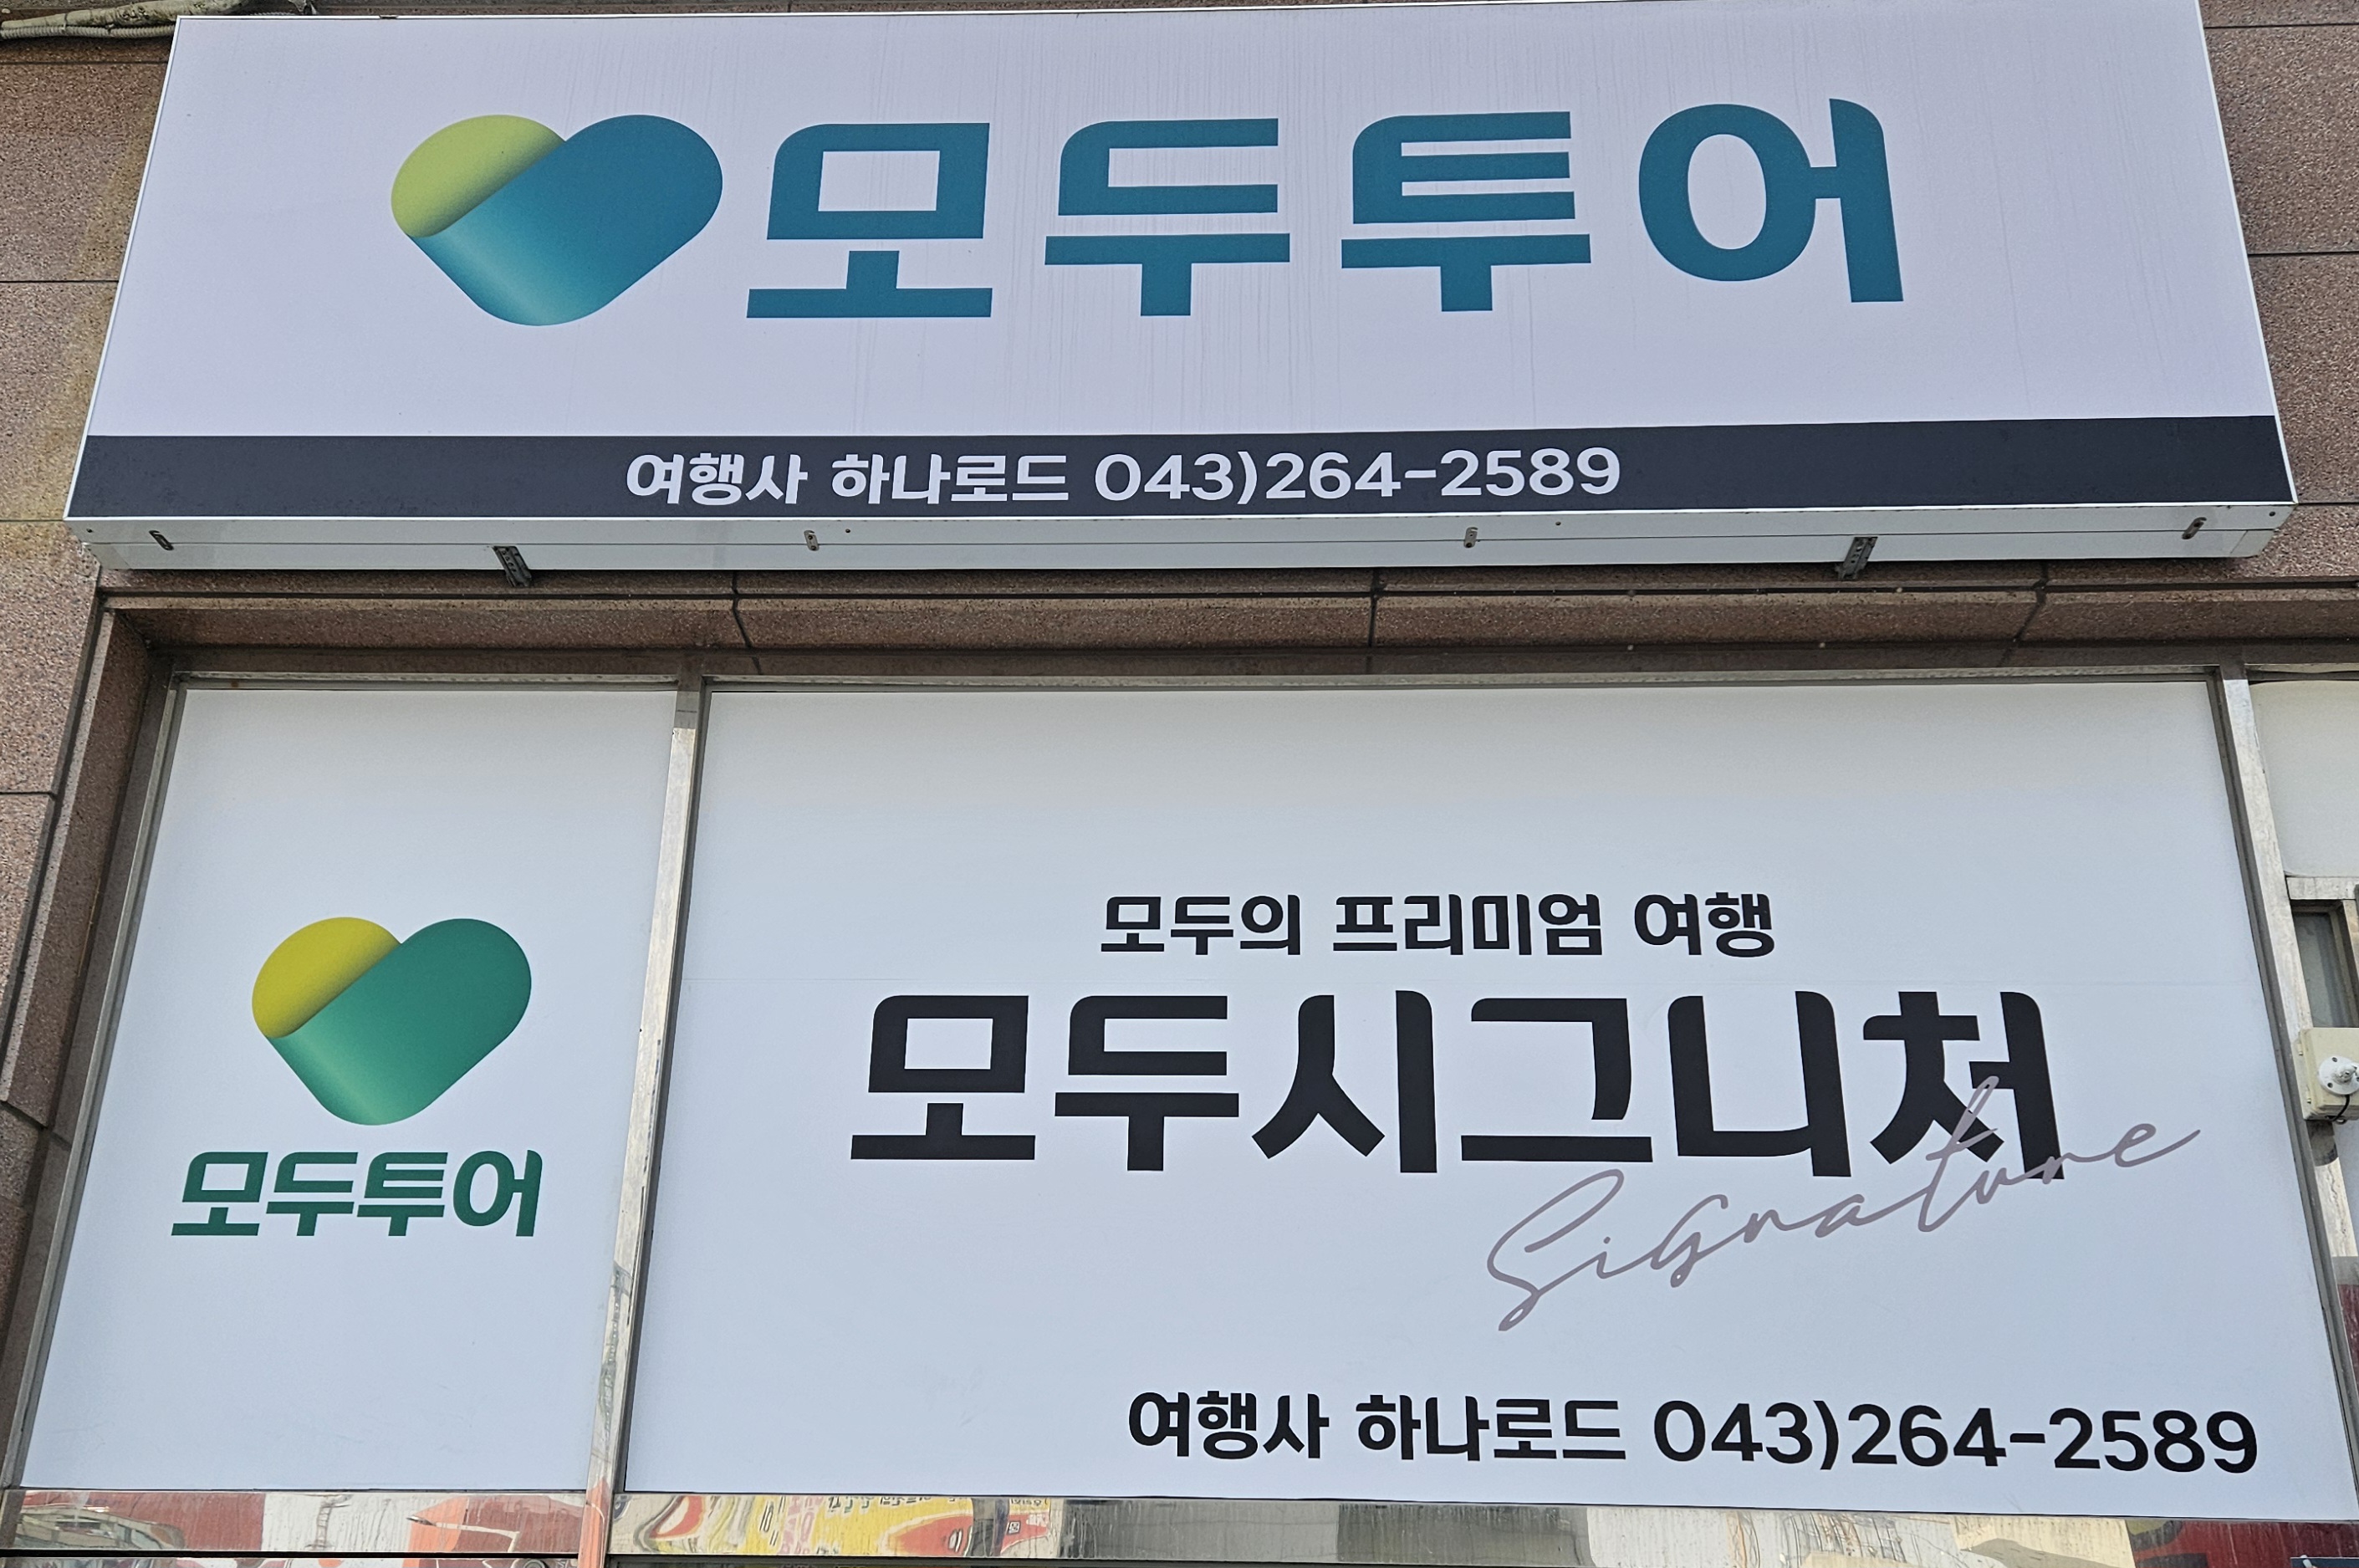 모두투어
여행사 하나로드 043)264-2589
모두투어
모두의 프리미엄 여행
모두시그니처
Signature
여행사 하나로드 043)264-2589